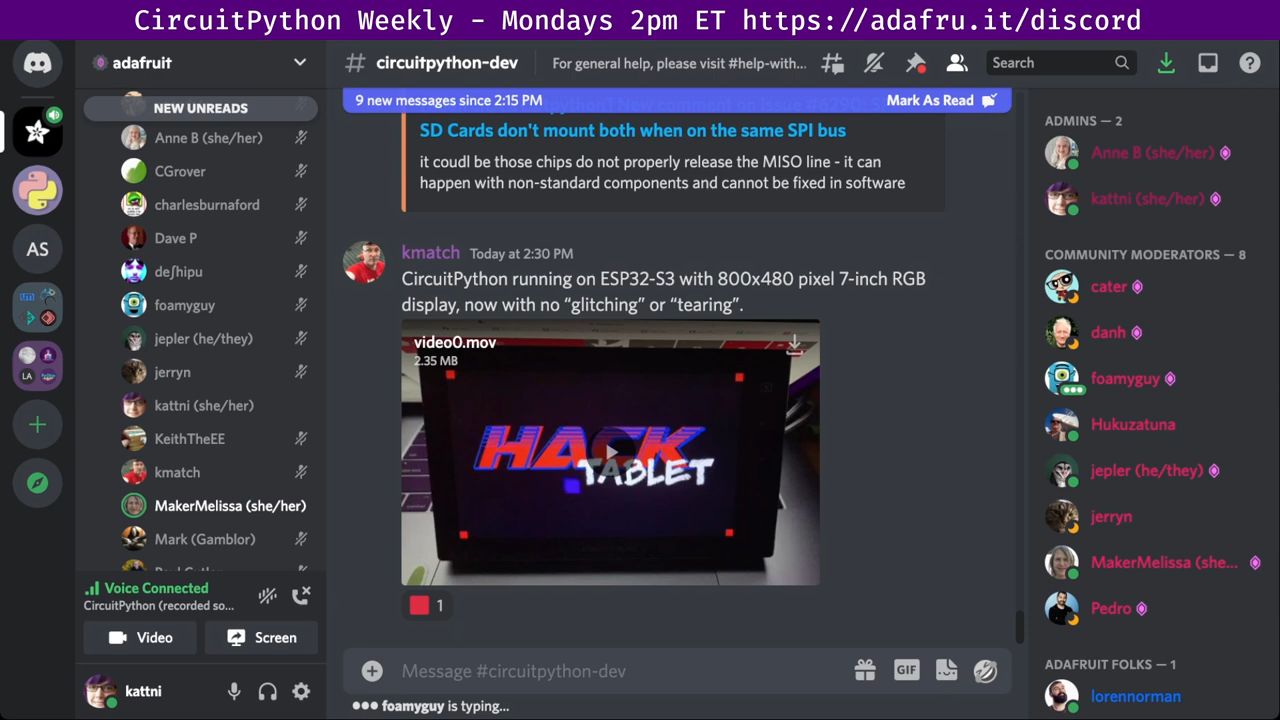 CircuitPython Weekly - Mondays 2pm ET https://adafru.it/discord
adafruit
NEW UNREADS
Anne B (she/her)
CGrover
charlesburnaford
Dave P
deʃhipu
foamyguy
jepler (he/they)
jerryn
kattni (she/her)
KeithTheEE
kmatch
MakerMelissa (she/her)
Mark (Gamblor)
Voice Connected
CircuitPython (recorded so...
Video
Screen
kattni
AS
LA
circuitpython-dev
For general help, please visit #help-with...
Search
9 new messages since 2:15 PM
Mark As Read
SD Cards don't mount both when on the same SPI bus
it coudl be those chips do not properly release the MISO line - it can
happen with non-standard components and cannot be fixed in software
kmatch Today at 2:30 PM
CircuitPython running on ESP32-S3 with 800x480 pixel 7-inch RGB
display, now with no “glitching” or “tearing”.
video0.mov
2.35 MB
HACK
TABLET
1
Message #circuitpython-dev
GIF
foamyguy is typing...
ADMINS — 2
Anne B (she/her)
kattni (she/her)
COMMUNITY MODERATORS — 8
cater
danh
foamyguy
Hukuzatuna
jepler (he/they)
jerryn
MakerMelissa (she...
Pedro
ADAFRUIT FOLKS — 1
lorennorman